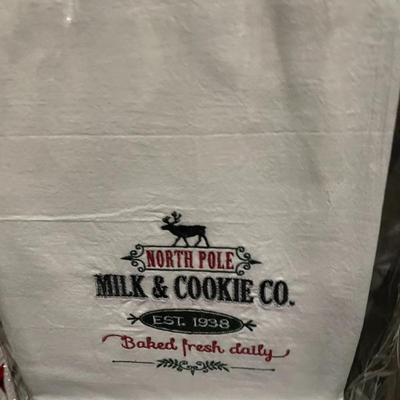 NORTH POLE
MILK & COOKIE CO.
EST. 1938
Baked fresh daily